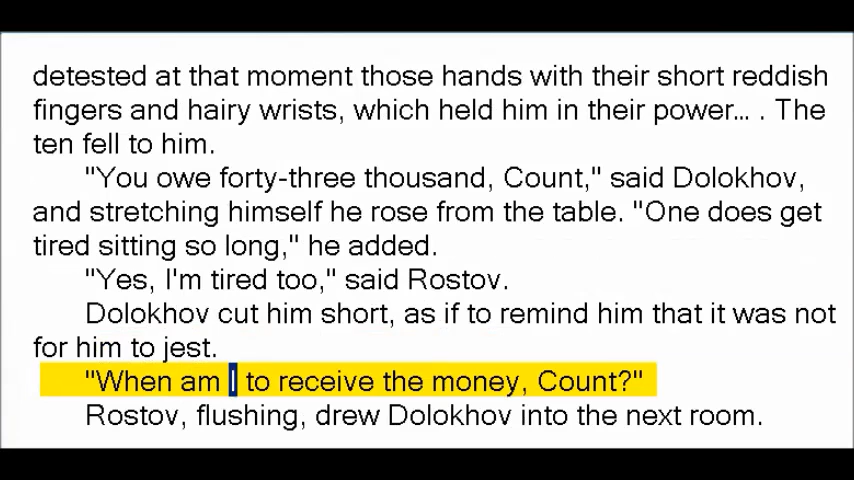 detested at that moment those hands with their short reddish
fingers and hairy wrists, which held him in their power... . The
ten fell to him.
"You owe forty-three thousand, Count," said Dolokhov,
and stretching himself he rose from the table. "One does get
tired sitting so long," he added.
"Yes, I'm tired too," said Rostov.
Dolokhov cut him short, as if to remind him that it was not
for him to jest.
"When am I to receive the money, Count?"
Rostov, flushing, drew Dolokhov into the next room.